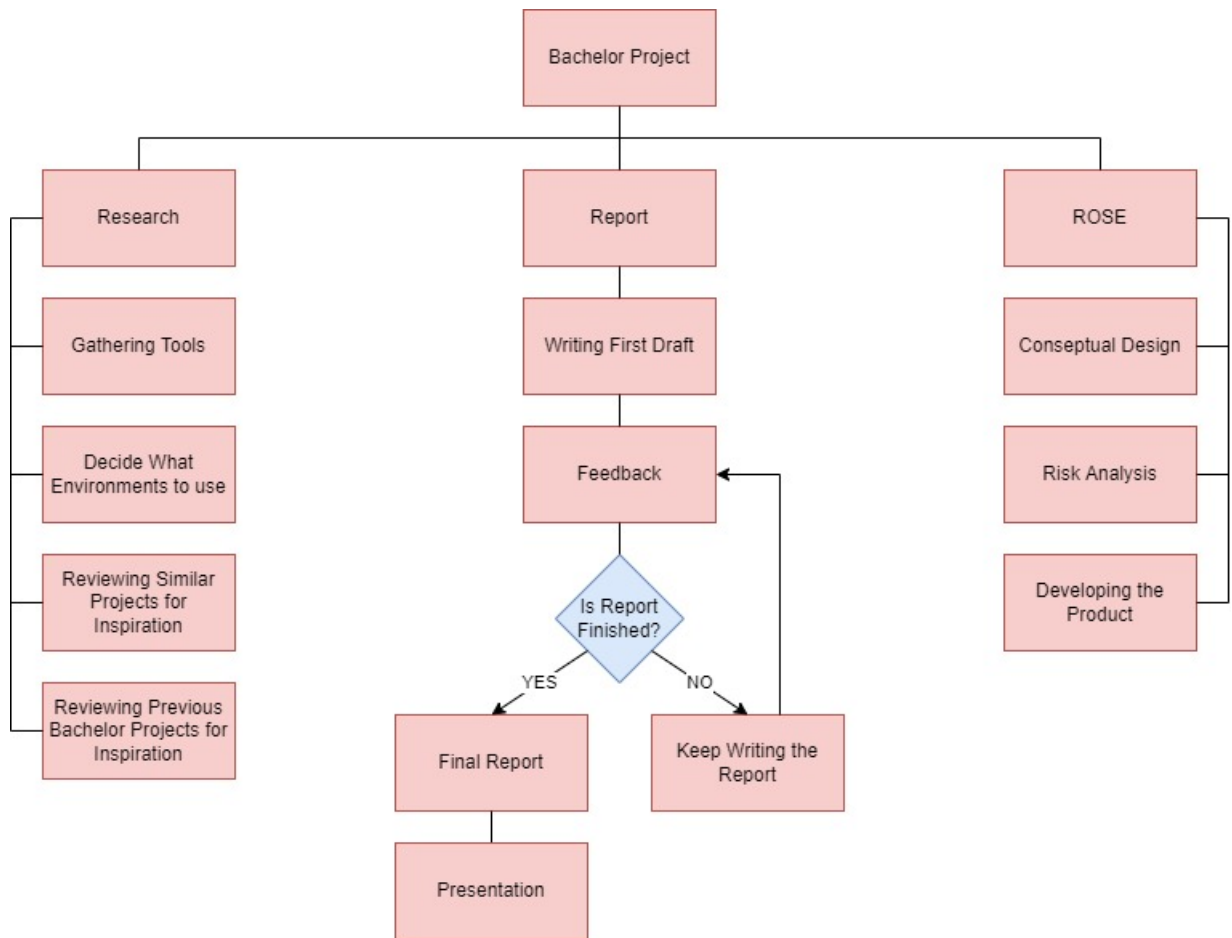 Bachelor Project
Research
Report
ROSE
Gathering Tools
Writing First Draft
Conseptual Design
Decide What
Environments to use
Feedback
Risk Analysis
Reviewing Similar
Projects for
Inspiration
Is Report
Finished?
Developing the
Product
YES
NO
Reviewing Previous
Bachelor Projects for
Inspiration
Final Report
Keep Writing the
Report
Presentation